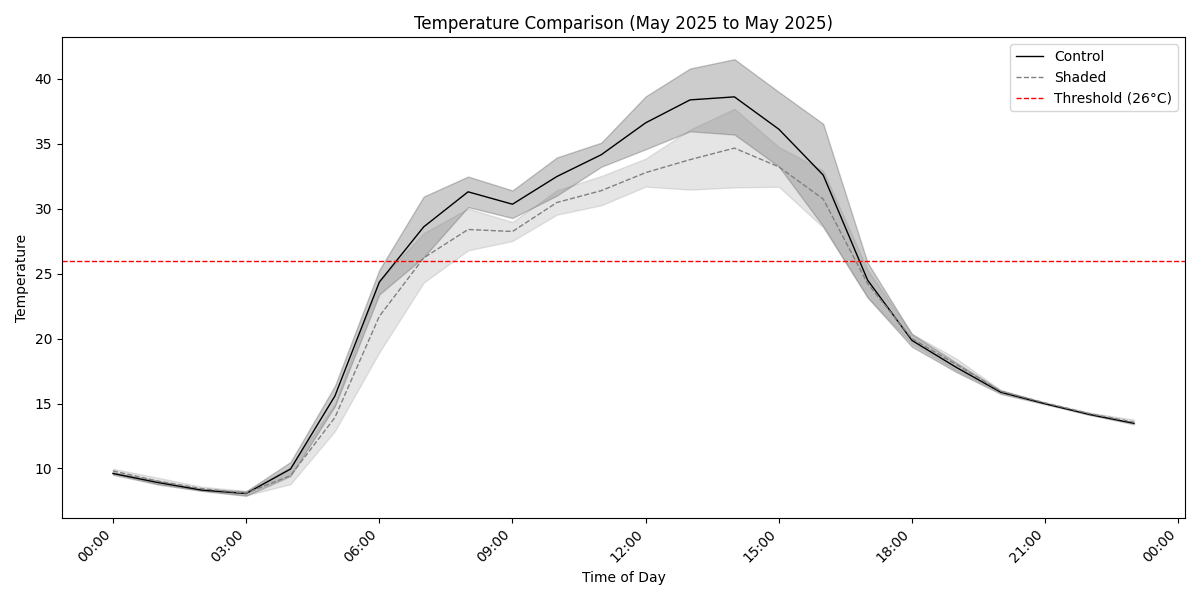 Temperature Comparison (May 2025 to May 2025)
Control
Shaded
Threshold (26°C)
Temperature
40
35
30
25
20
15
10
00:00
03:00
06:00
09:00
12:00
15:00
18:00
21:00
00:00
Time of Day